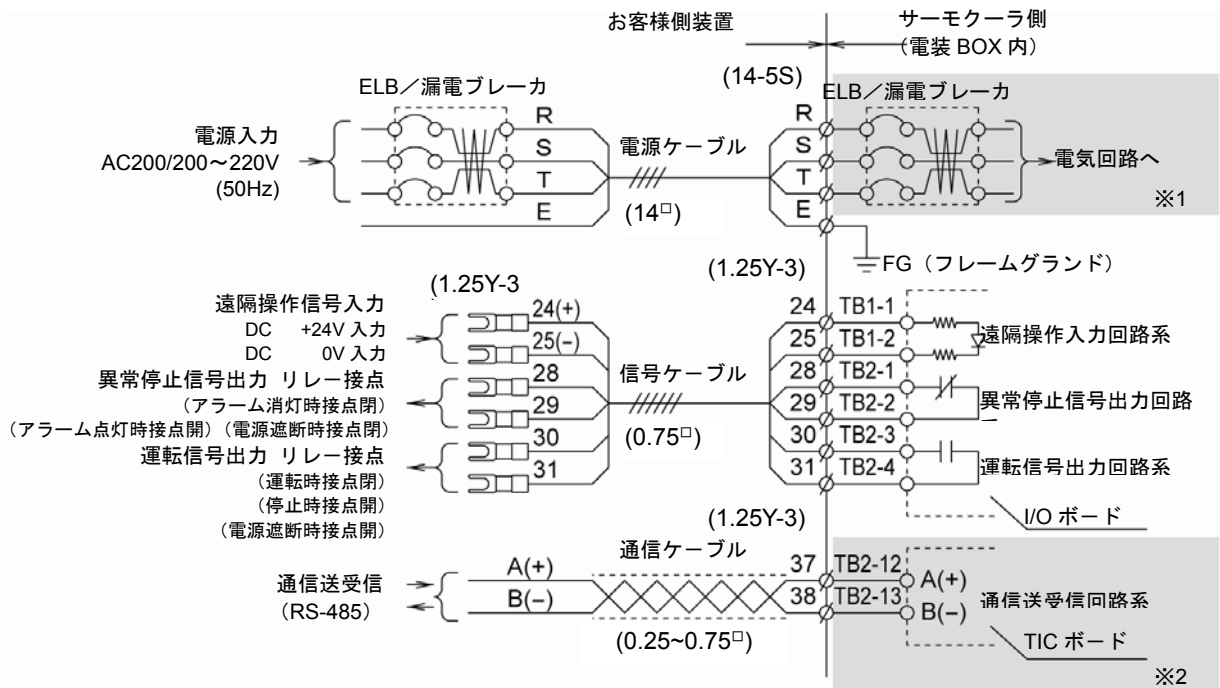 お客様側装置
サーモクーラ側
(電装 BOX 内)
(14-5S)
ELB/漏電ブレーカ
ELB/漏電ブレーカ
電源入力
AC200/200~220V
(50Hz)
R
S
T
E
電源ケーブル
(14□)
R
S
T
E
電気回路へ
※1
FG(フレームグランド)
(1.25Y-3
(1.25Y-3)
遠隔操作信号入力
DC +24V 入力
DC 0V 入力
異常停止信号出力 リレー接点
(アラーム消灯時接点閉)
(アラーム点灯時接点開)(電源遮断時接点閉)
運転信号出力 リレー接点
(運転時接点閉)
(停止時接点開)
(電源遮断時接点開)
24(+)
25(−)
28
29
30
31
信号ケーブル
(0.75□)
24 TB1-1
25 TB1-2
28 TB2-1
29 TB2-2
30 TB2-3
31 TB2-4
遠隔操作入力回路系
異常停止信号出力回路
運転信号出力回路系
I/O ボード
(1.25Y-3)
通信送受信
(RS-485)
A(+)
B(−)
通信ケーブル
(0.25~0.75□)
37 TB2-12 A(+)
38 TB2-13 B(−)
通信送受信回路系
TIC ボード
※2